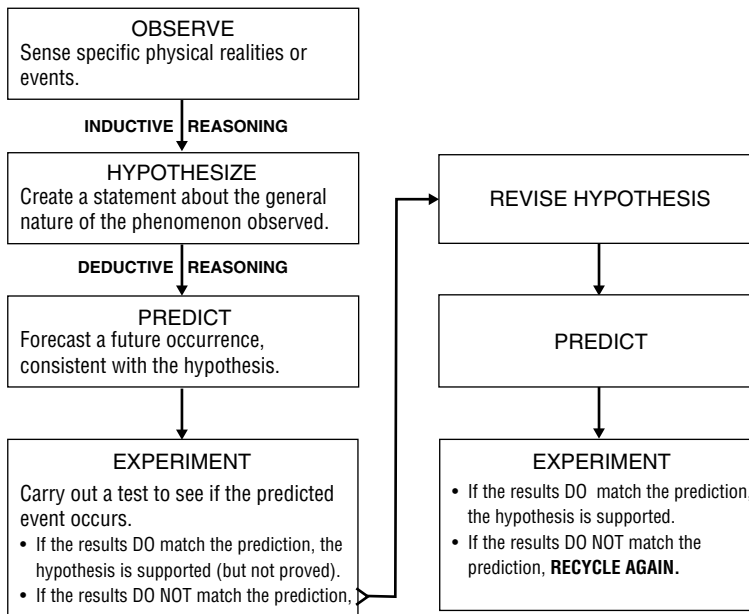 OBSERVE
Sense specific physical realities or
events.
INDUCTIVE REASONING
HYPOTHESIZE
Create a statement about the general
nature of the phenomenon observed.
DEDUCTIVE REASONING
PREDICT
Forecast a future occurrence,
consistent with the hypothesis.
EXPERIMENT
Carry out a test to see if the predicted
event occurs.
• If the results DO match the prediction, the
hypothesis is supported (but not proved).
• If the results DO NOT match the prediction,
REVISE HYPOTHESIS
PREDICT
EXPERIMENT
• If the results DO match the prediction,
the hypothesis is supported.
• If the results DO NOT match the
prediction, RECYCLE AGAIN.